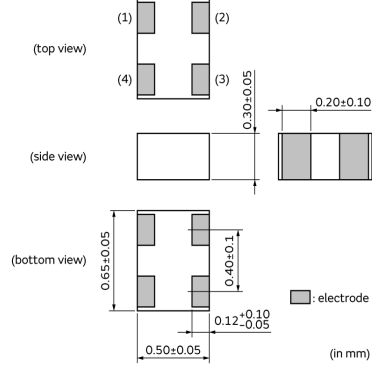 (1)
(2)
(top view)
(4)
(3)
0.30±0.05
0.20±0.10
(side view)
0.65±0.05
0.40±0.1
(bottom view)
: electrode
0.12+0.10
−0.05
0.50±0.05
(in mm)